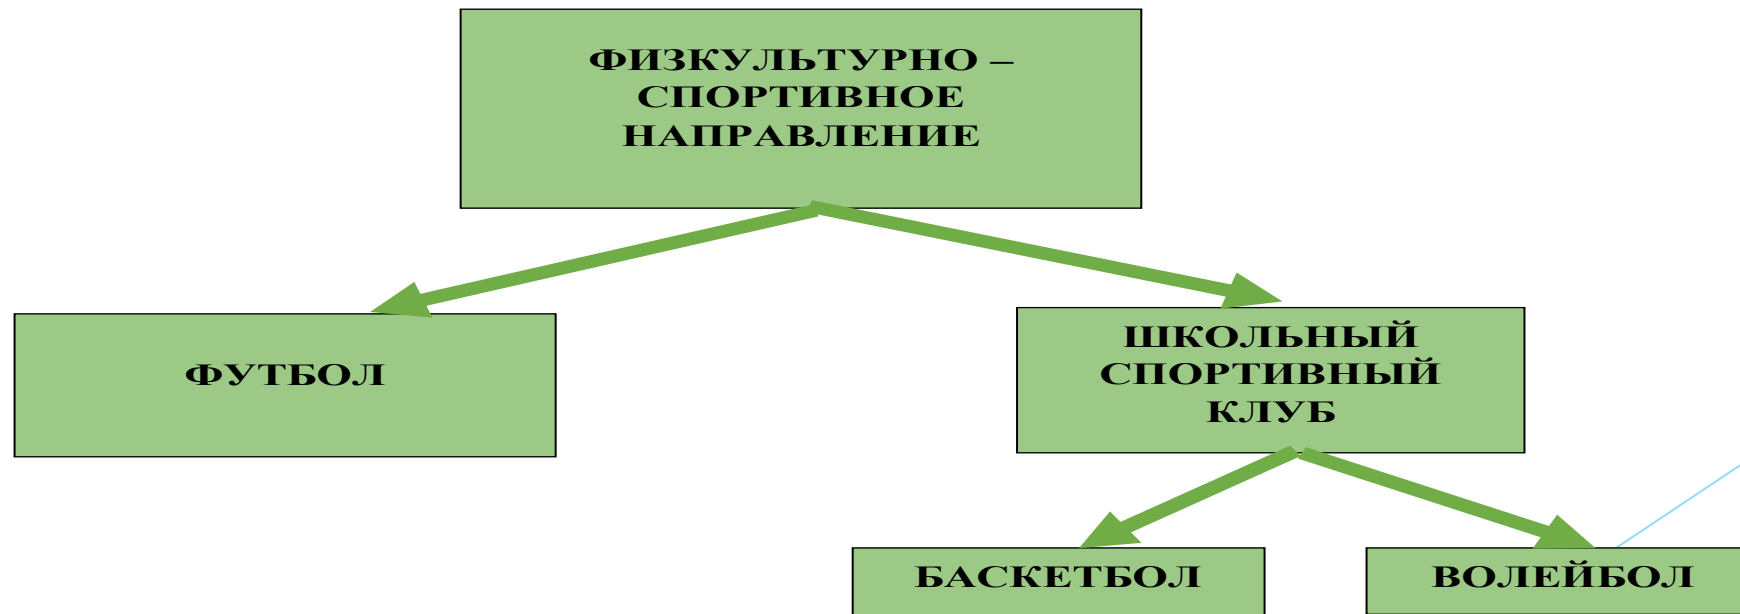 ФИЗКУЛЬТУРНО –
СПОРТИВНОЕ
НАПРАВЛЕНИЕ
ФУТБОЛ
ШКОЛЬНЫЙ
СПОРТИВНЫЙ
КЛУБ
БАСКЕТБОЛ
ВОЛЕЙБОЛ